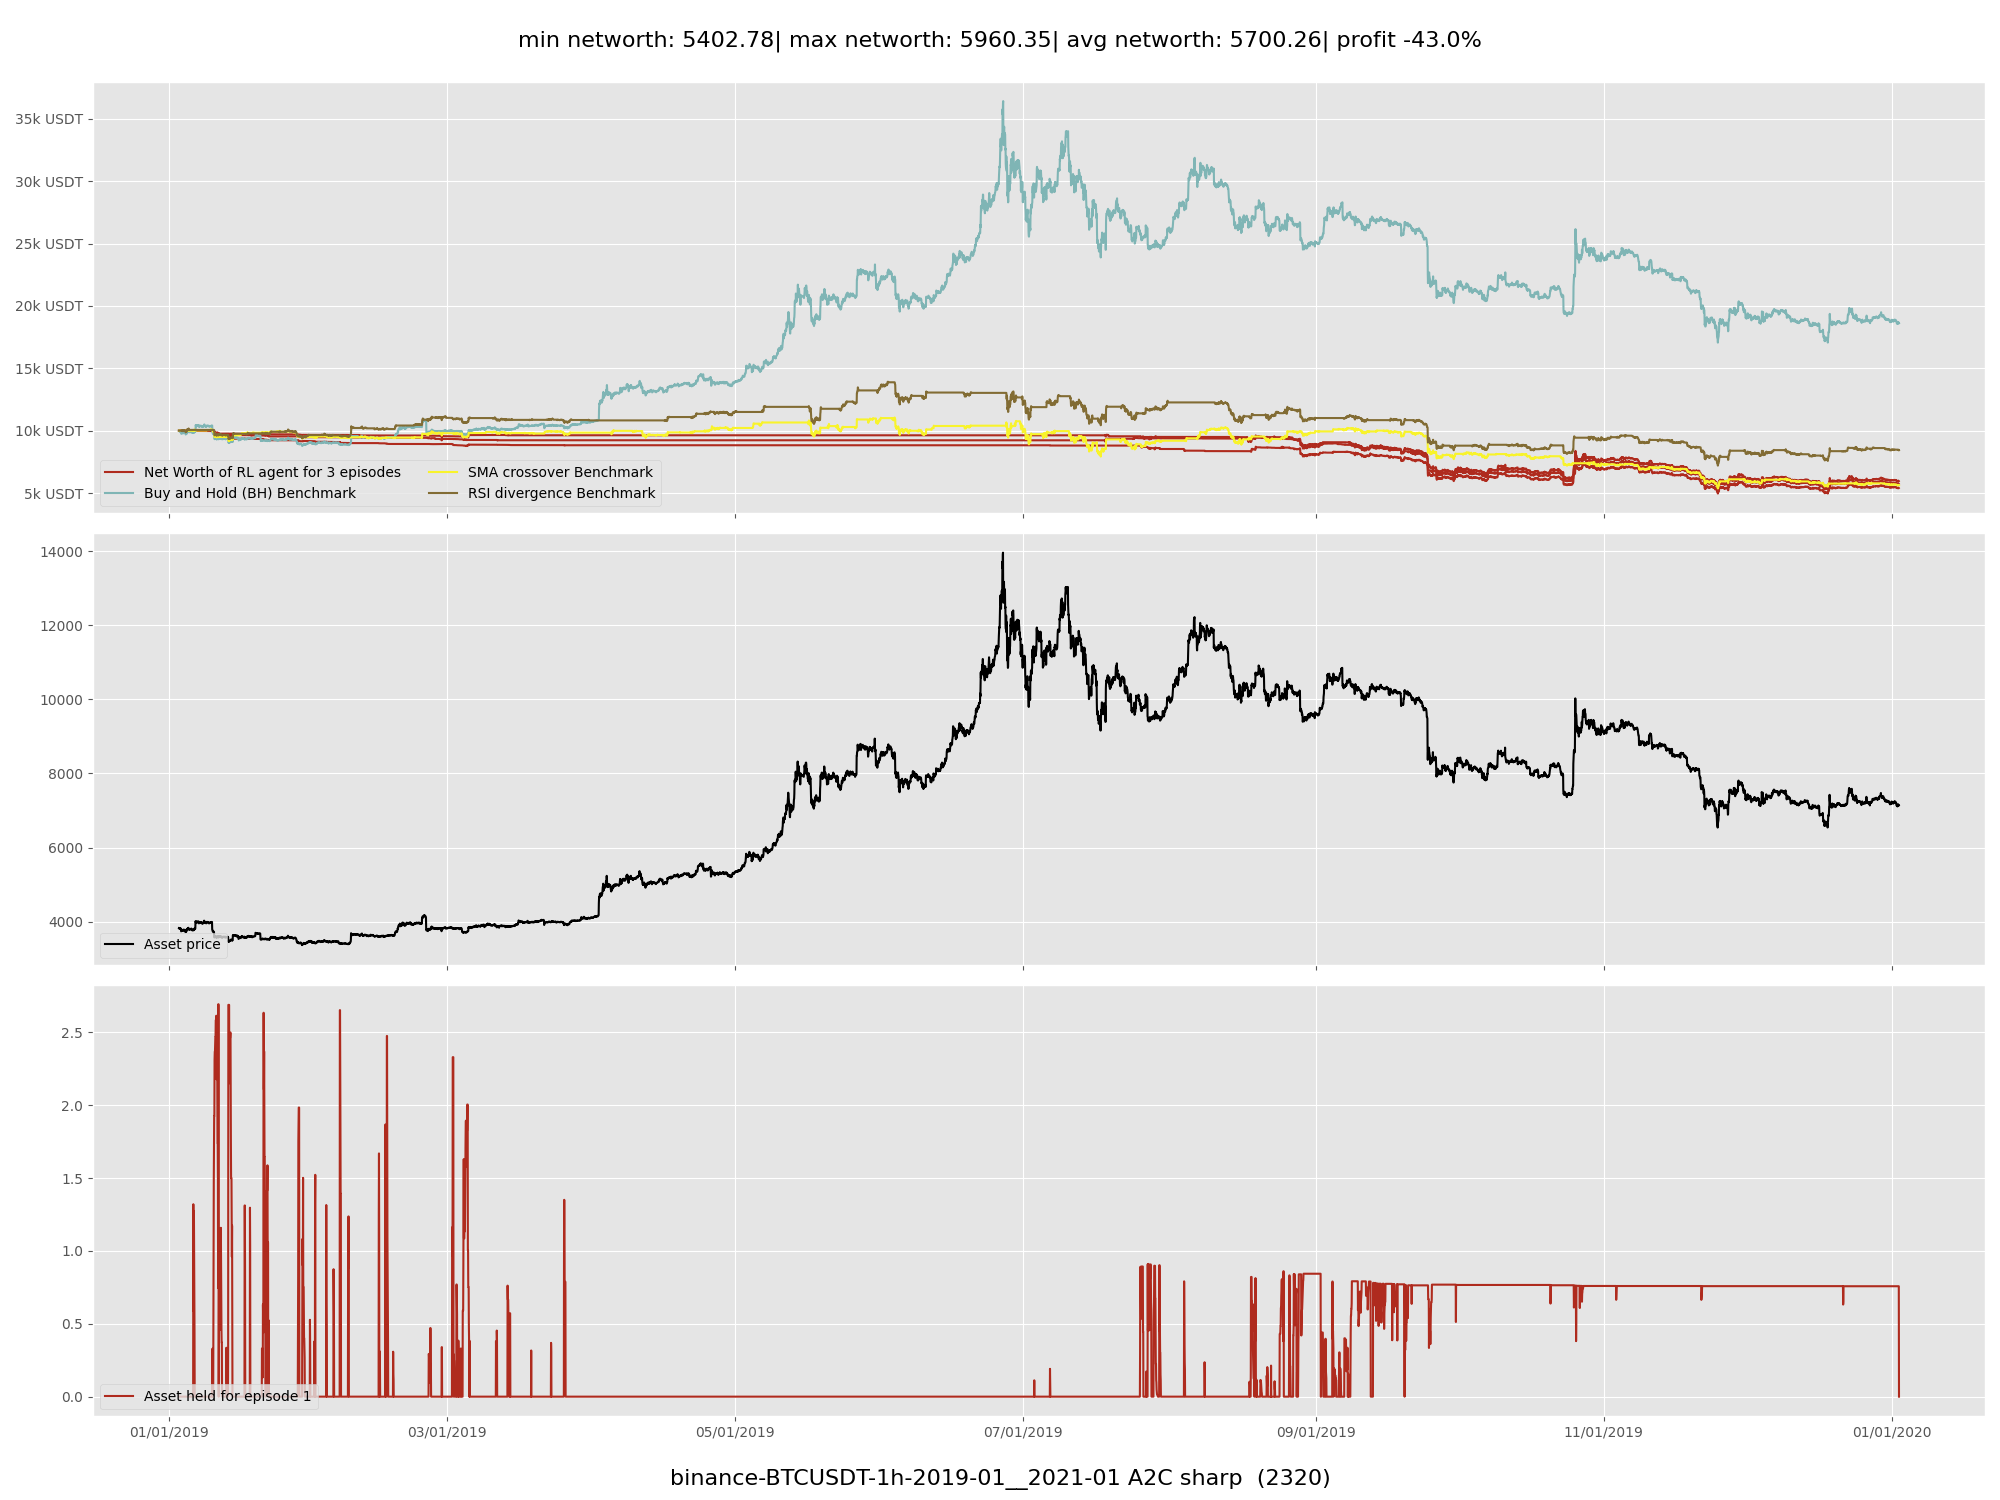 min networth: 5402.78| max networth: 5960.35| avg networth: 5700.26| profit -43.0%
35k USDT
30k USDT
25k USDT
20k USDT
15k USDT
10k USDT
5k USDT
Net Worth of RL agent for 3 episodes
Buy and Hold (BH) Benchmark
SMA crossover Benchmark
RSI divergence Benchmark
14000
12000
10000
8000
6000
4000
Asset price
2.5
2.0
1.5
1.0
0.5
0.0
Asset held for episode 1
01/01/2019 03/01/2019 05/01/2019 07/01/2019 09/01/2019 11/01/2019 01/01/2020
binance-BTCUSDT-1h-2019-01__2021-01 A2C sharp (2320)